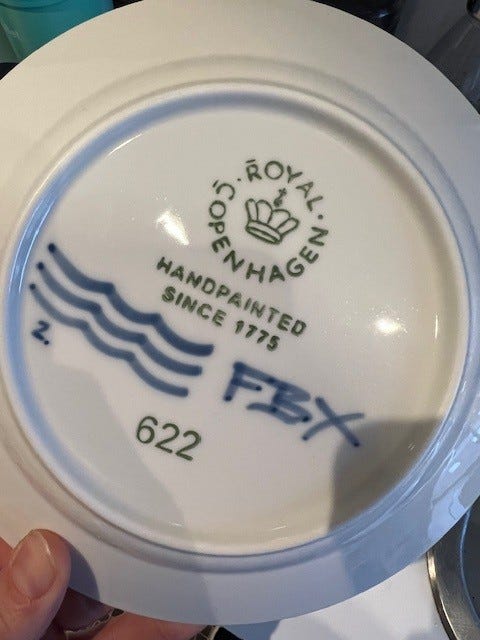 ROYAL.
COPENHAGEN.
HANDPAINTED
SINCE 1775
2.
FBX
622